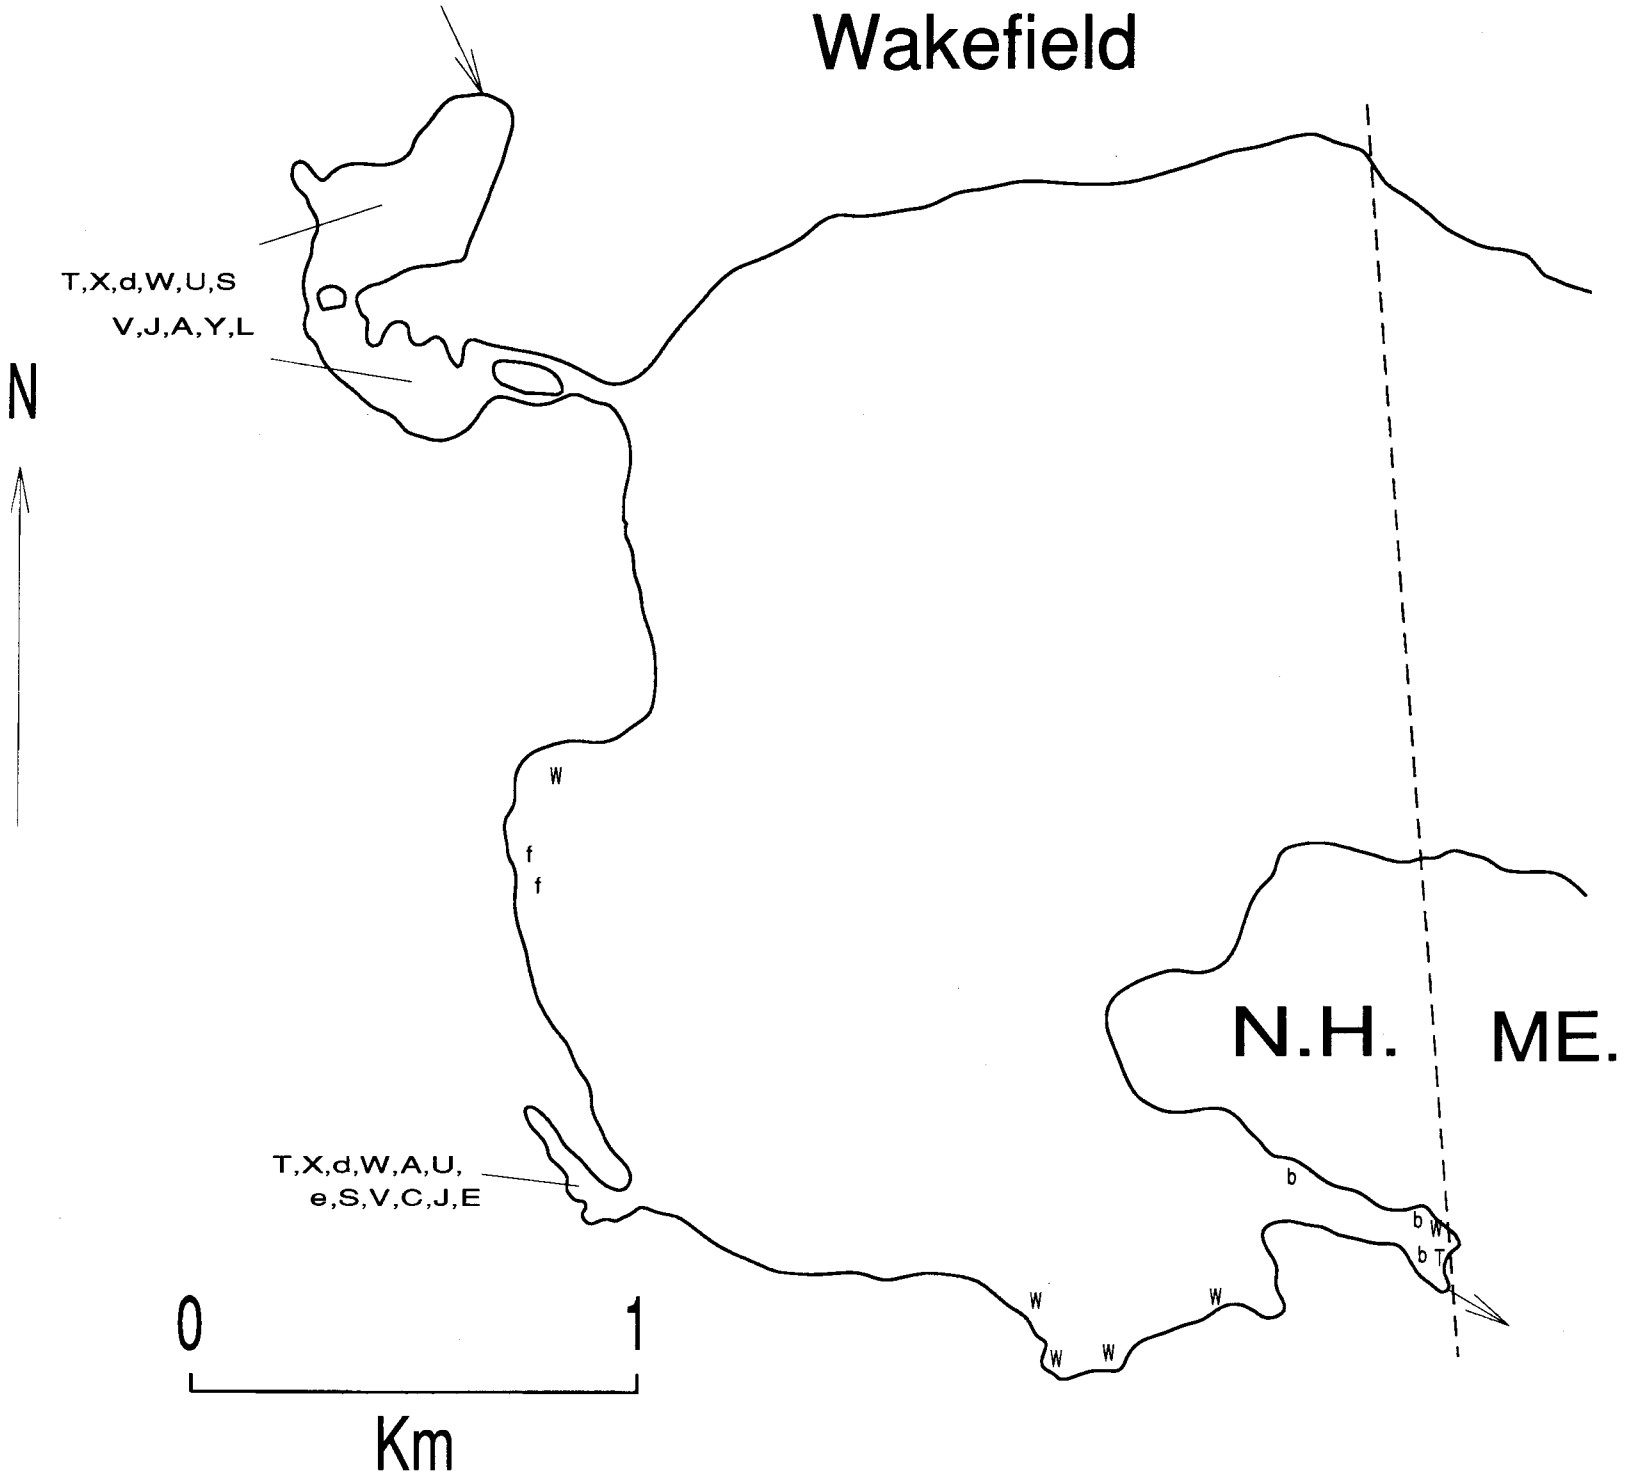 Wakefield
T,X,d,W,U,S
V,J,A,Y,L
N
W
f
f
N.H.
ME.
T,X,d,W,A,U,
e,S,V,C,J,E
b
b W
b T
W
W
W
W
0 1
Km